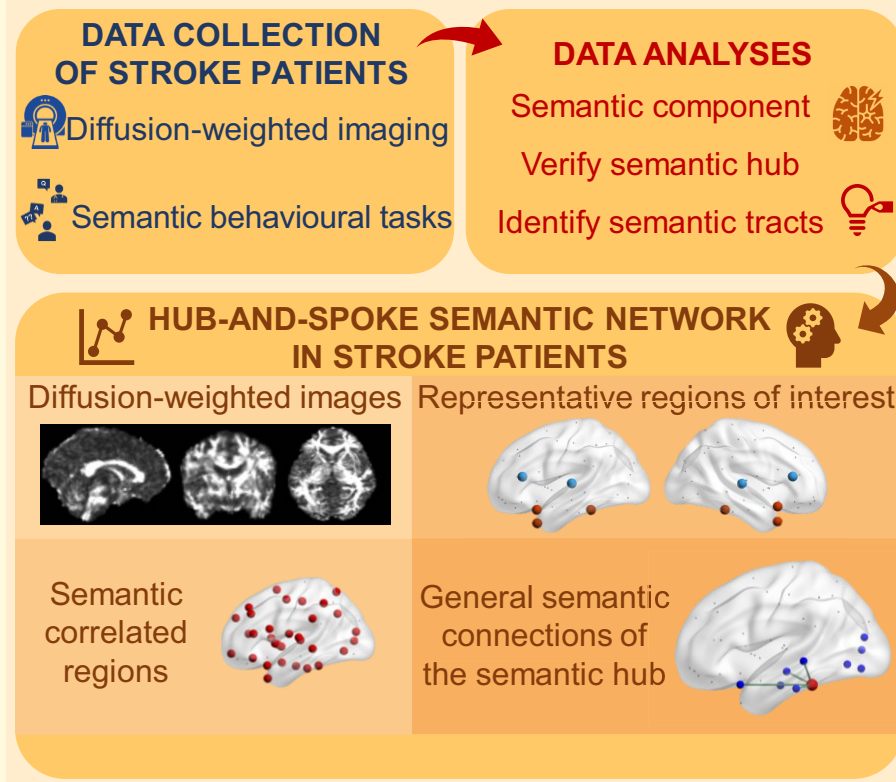 DATA COLLECTION
OF STROKE PATIENTS
Diffusion-weighted imaging
Semantic behavioural tasks
DATA ANALYSES
Semantic component
Verify semantic hub
Identify semantic tracts
HUB-AND-SPOKE SEMANTIC NETWORK
IN STROKE PATIENTS
Diffusion-weighted images
Representative regions of interest
Semantic
correlated
regions
General semantic
connections of
the semantic hub